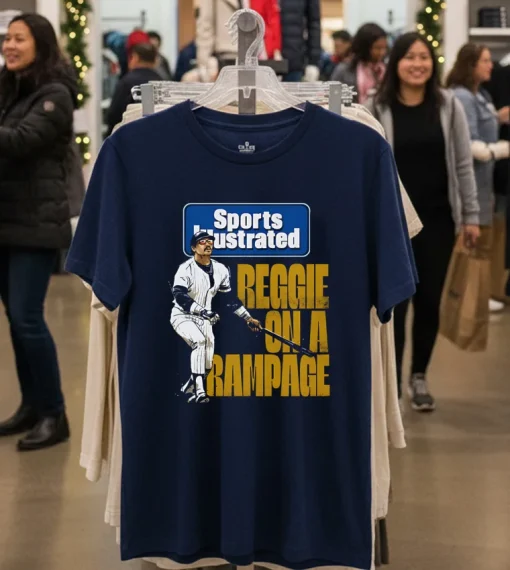 Sports
Illustrated
REGGIE
ON A
RAMPAGE